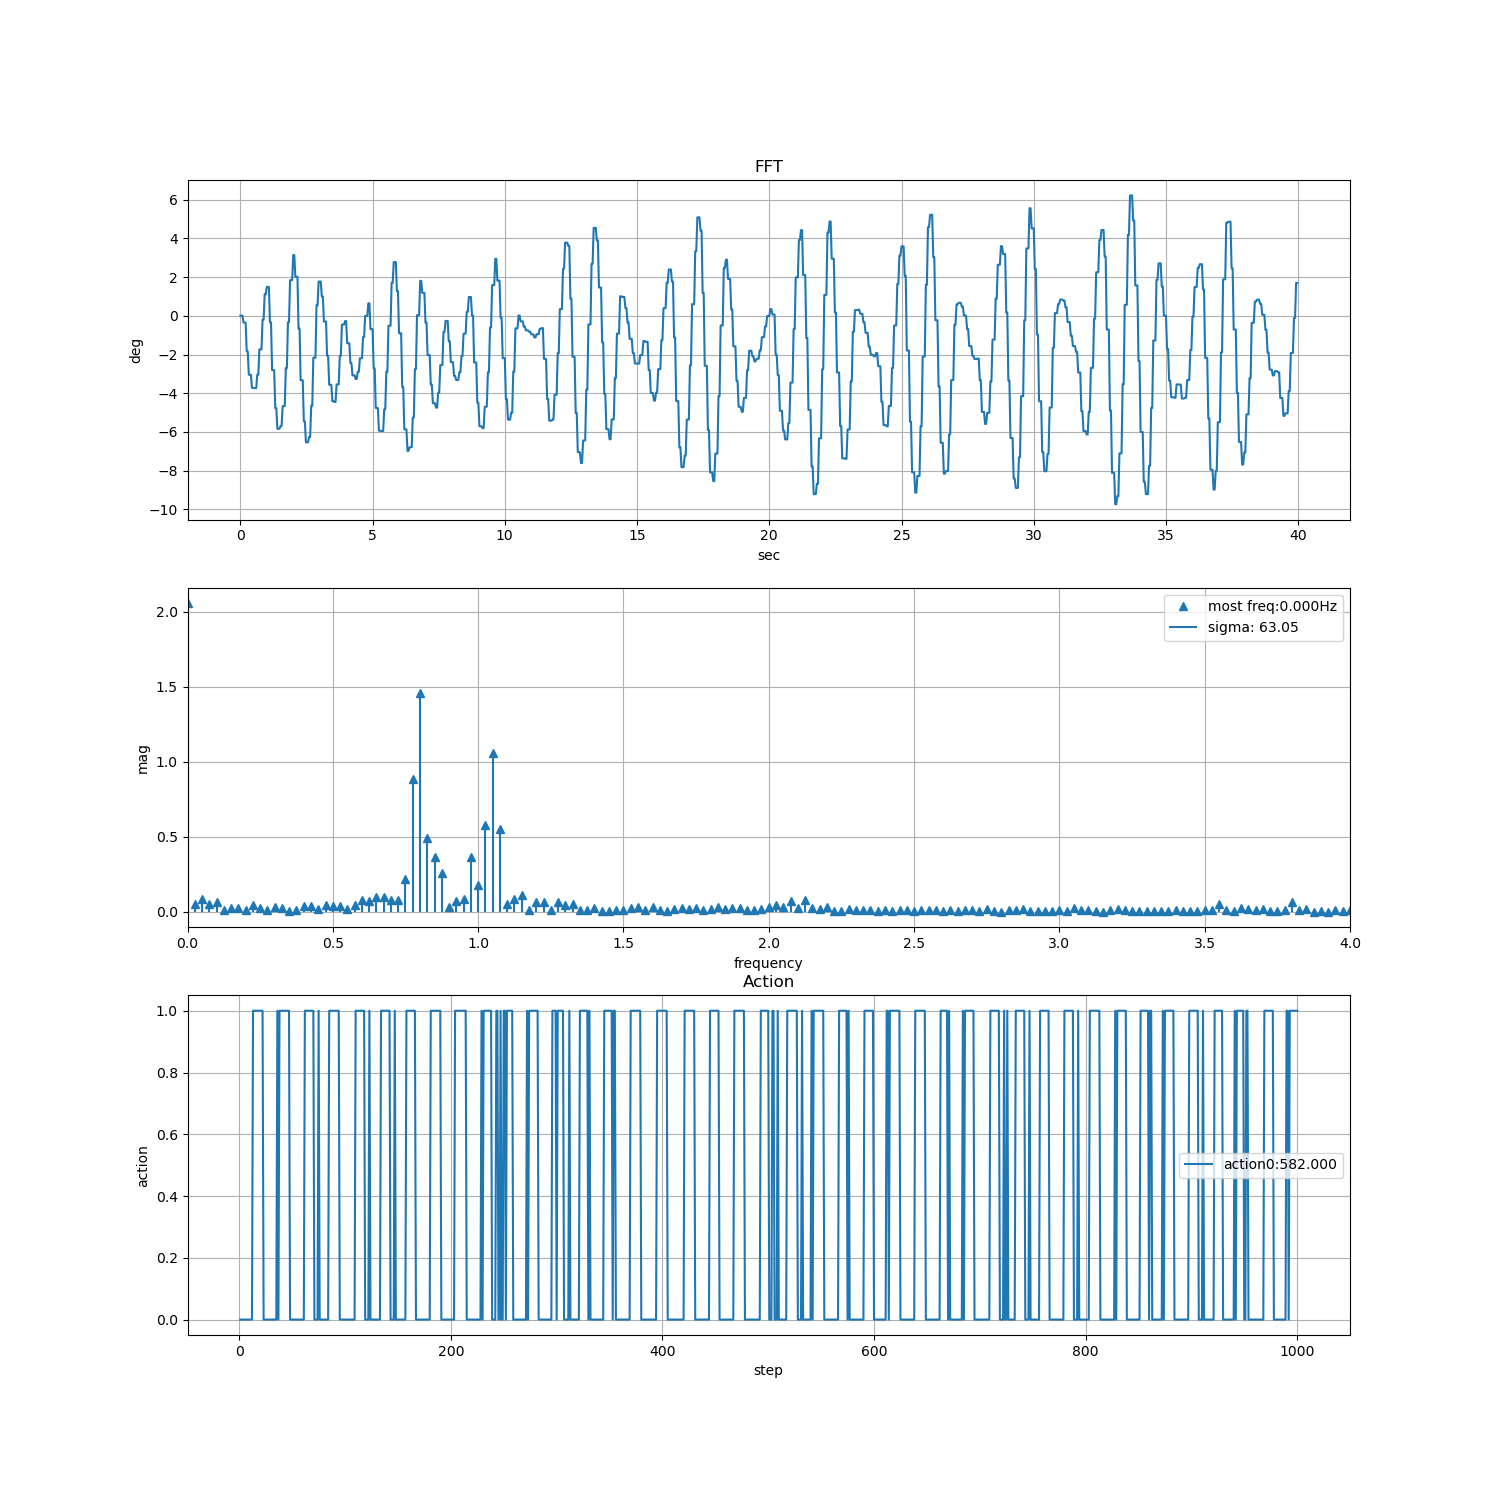 FFT
6
4
2
0
−2
−4
−6
−8
−10
deg
0 5 10 15 20 25 30 35 40
sec
2.0
1.5
1.0
0.5
0.0
mag
most freq:0.000Hz
sigma: 63.05
0.0 0.5 1.0 1.5 2.0 2.5 3.0 3.5 4.0
frequency
Action
1.0
0.8
0.6
0.4
0.2
0.0
action
action0:582.000
0 200 400 600 800 1000
step